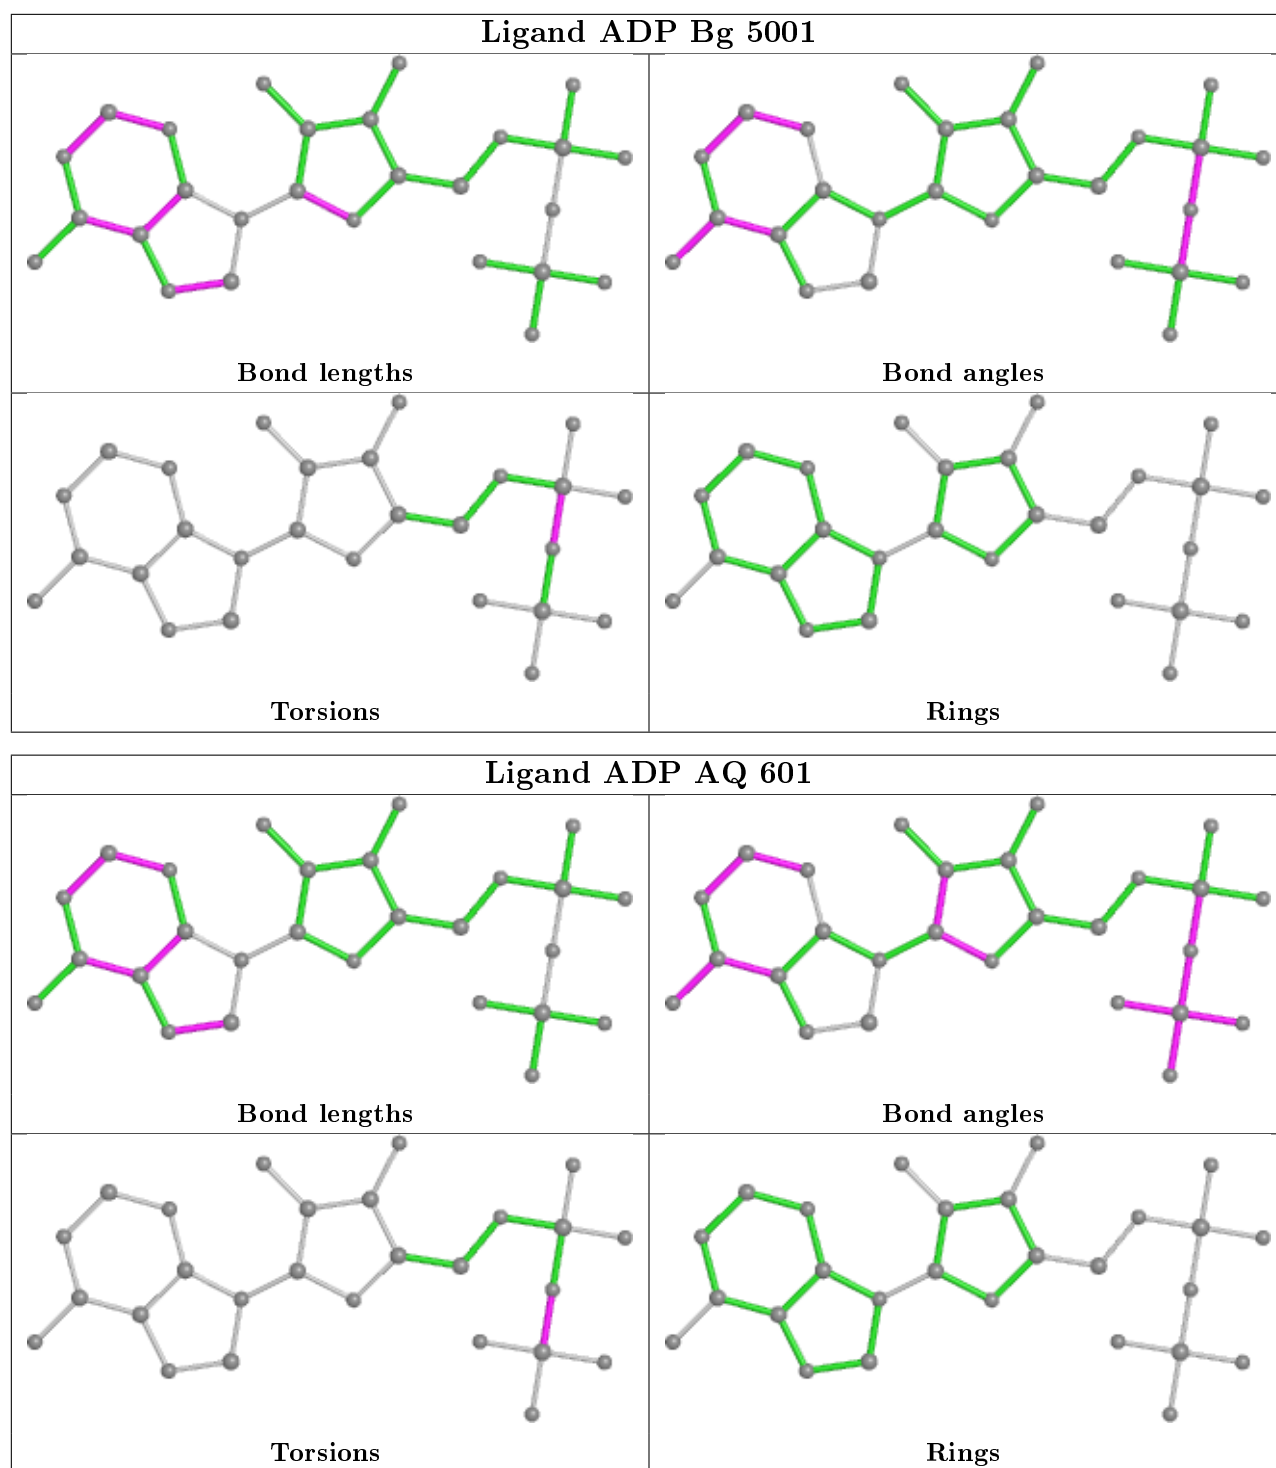 Ligand ADP Bg 5001
Bond lengths
Bond angles
Torsions
Rings
Ligand ADP AQ 601
Bond lengths
Bond angles
Torsions
Rings